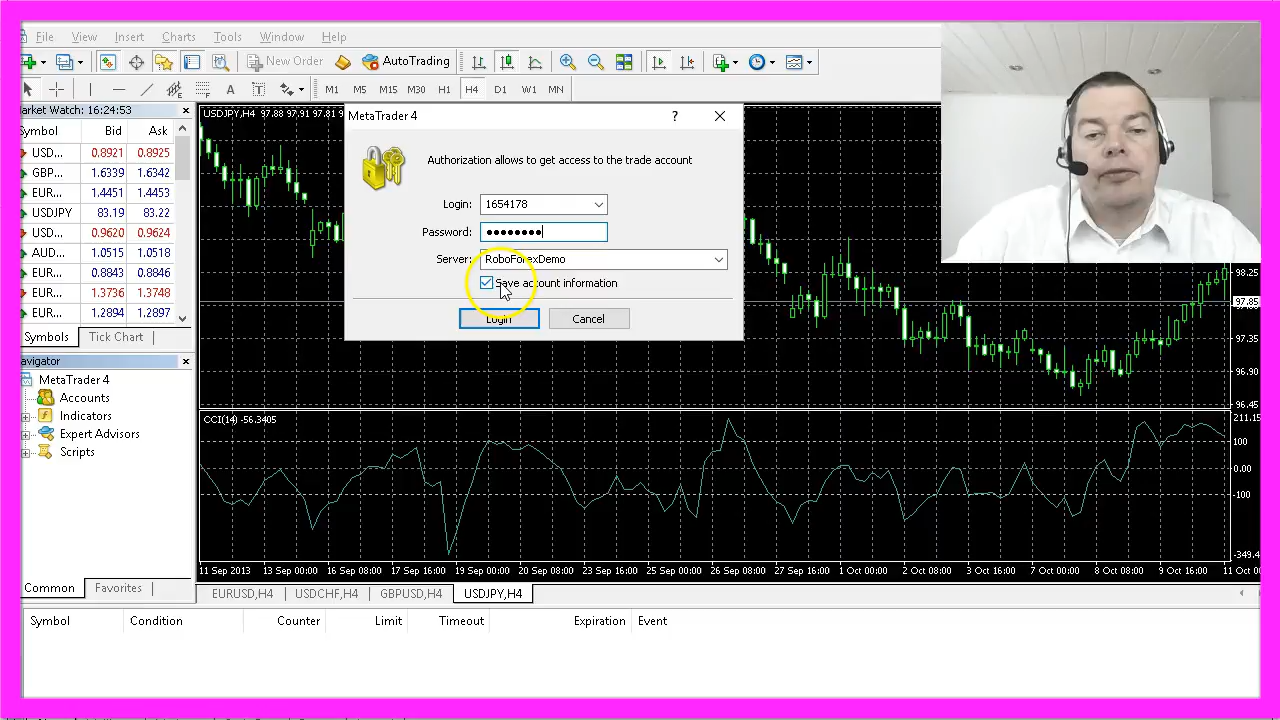 File View Insert Charts Tools Window Help
New Order AutoTrading
A T M1 M5 M15 M30 H1 H4 D1 W1 MN
Market Watch: 16:24:53
Symbol Bid Ask
USD... 0.8921 0.8925
GBP... 1.6339 1.6342
EUR... 1.4451 1.4453
USDJPY 83.19 83.22
USD... 0.9620 0.9624
AUD... 1.0515 1.0518
EUR... 0.8843 0.846
EUR... 1.3736 1.3748
EUR... 1.2894 1.2897
Symbols Tick Chart
Navigator
MetaTrader 4
Accounts
Indicators
Expert Advisors
Scripts
Common Favorites
USDJPY,H4 97.88 97.91 97.81 9
MetaTrader 4
Authorization allows to get access to the trade account
Login: 1654178
Password: ●●●●●●●●
Server: RoboForexDemo
account information
Login Cancel
98.25
97.85
97.35
96.90
96.45
CCI(14) -56.3405
211.15
100
0.00
-100
-349.4
11 Sep 2013 13 Sep 00:00 16 Sep 08:00 17 Sep 16:00 19 Sep 00:00 20 Sep 08:00 23 Sep 16:00 25 Sep 00:00 26 Sep 08:00 27 Sep 16:00 1 Oct 00:00 2 Oct 08:00 3 Oct 16:00 7 Oct 00:00 8 Oct 08:00 9 Oct 16:00 11 Oct 00
EURUSD,H4 USDCHF,H4 GBPUSD,H4 USDJPY,H4
Symbol Condition Counter Limit Timeout Expiration Event